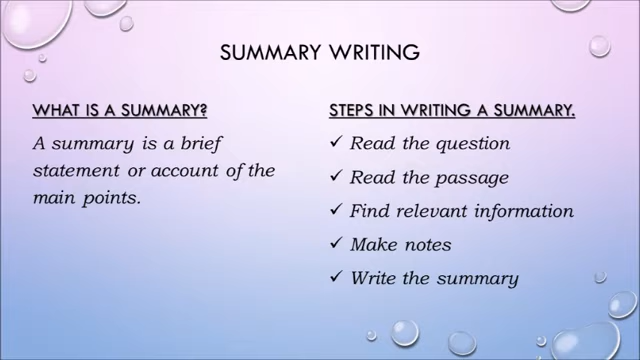 SUMMARY WRITING
WHAT IS A SUMMARY?
A summary is a brief
statement or account of the
main points.
STEPS IN WRITING A SUMMARY.
✓ Read the question
✓ Read the passage
✓ Find relevant information
✓ Make notes
✓ Write the summary